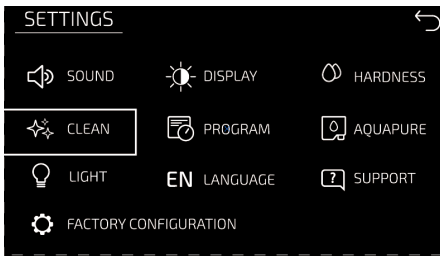 SETTINGS
SOUND DISPLAY HARDNESS
CLEAN PROGRAM AQUAPURE
LIGHT EN LANGUAGE ? SUPPORT
FACTORY CONFIGURATION